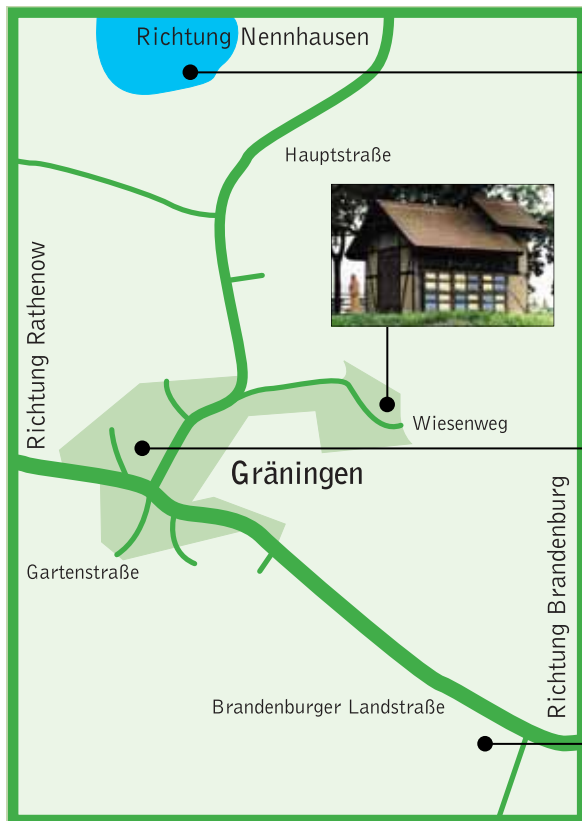 Richtung Nennhausen
Hauptstraße
Richtung Rathenow
Wiesenweg
Gräningen
Richtung Brandenburg
Gartenstraße
Brandenburger Landstraße